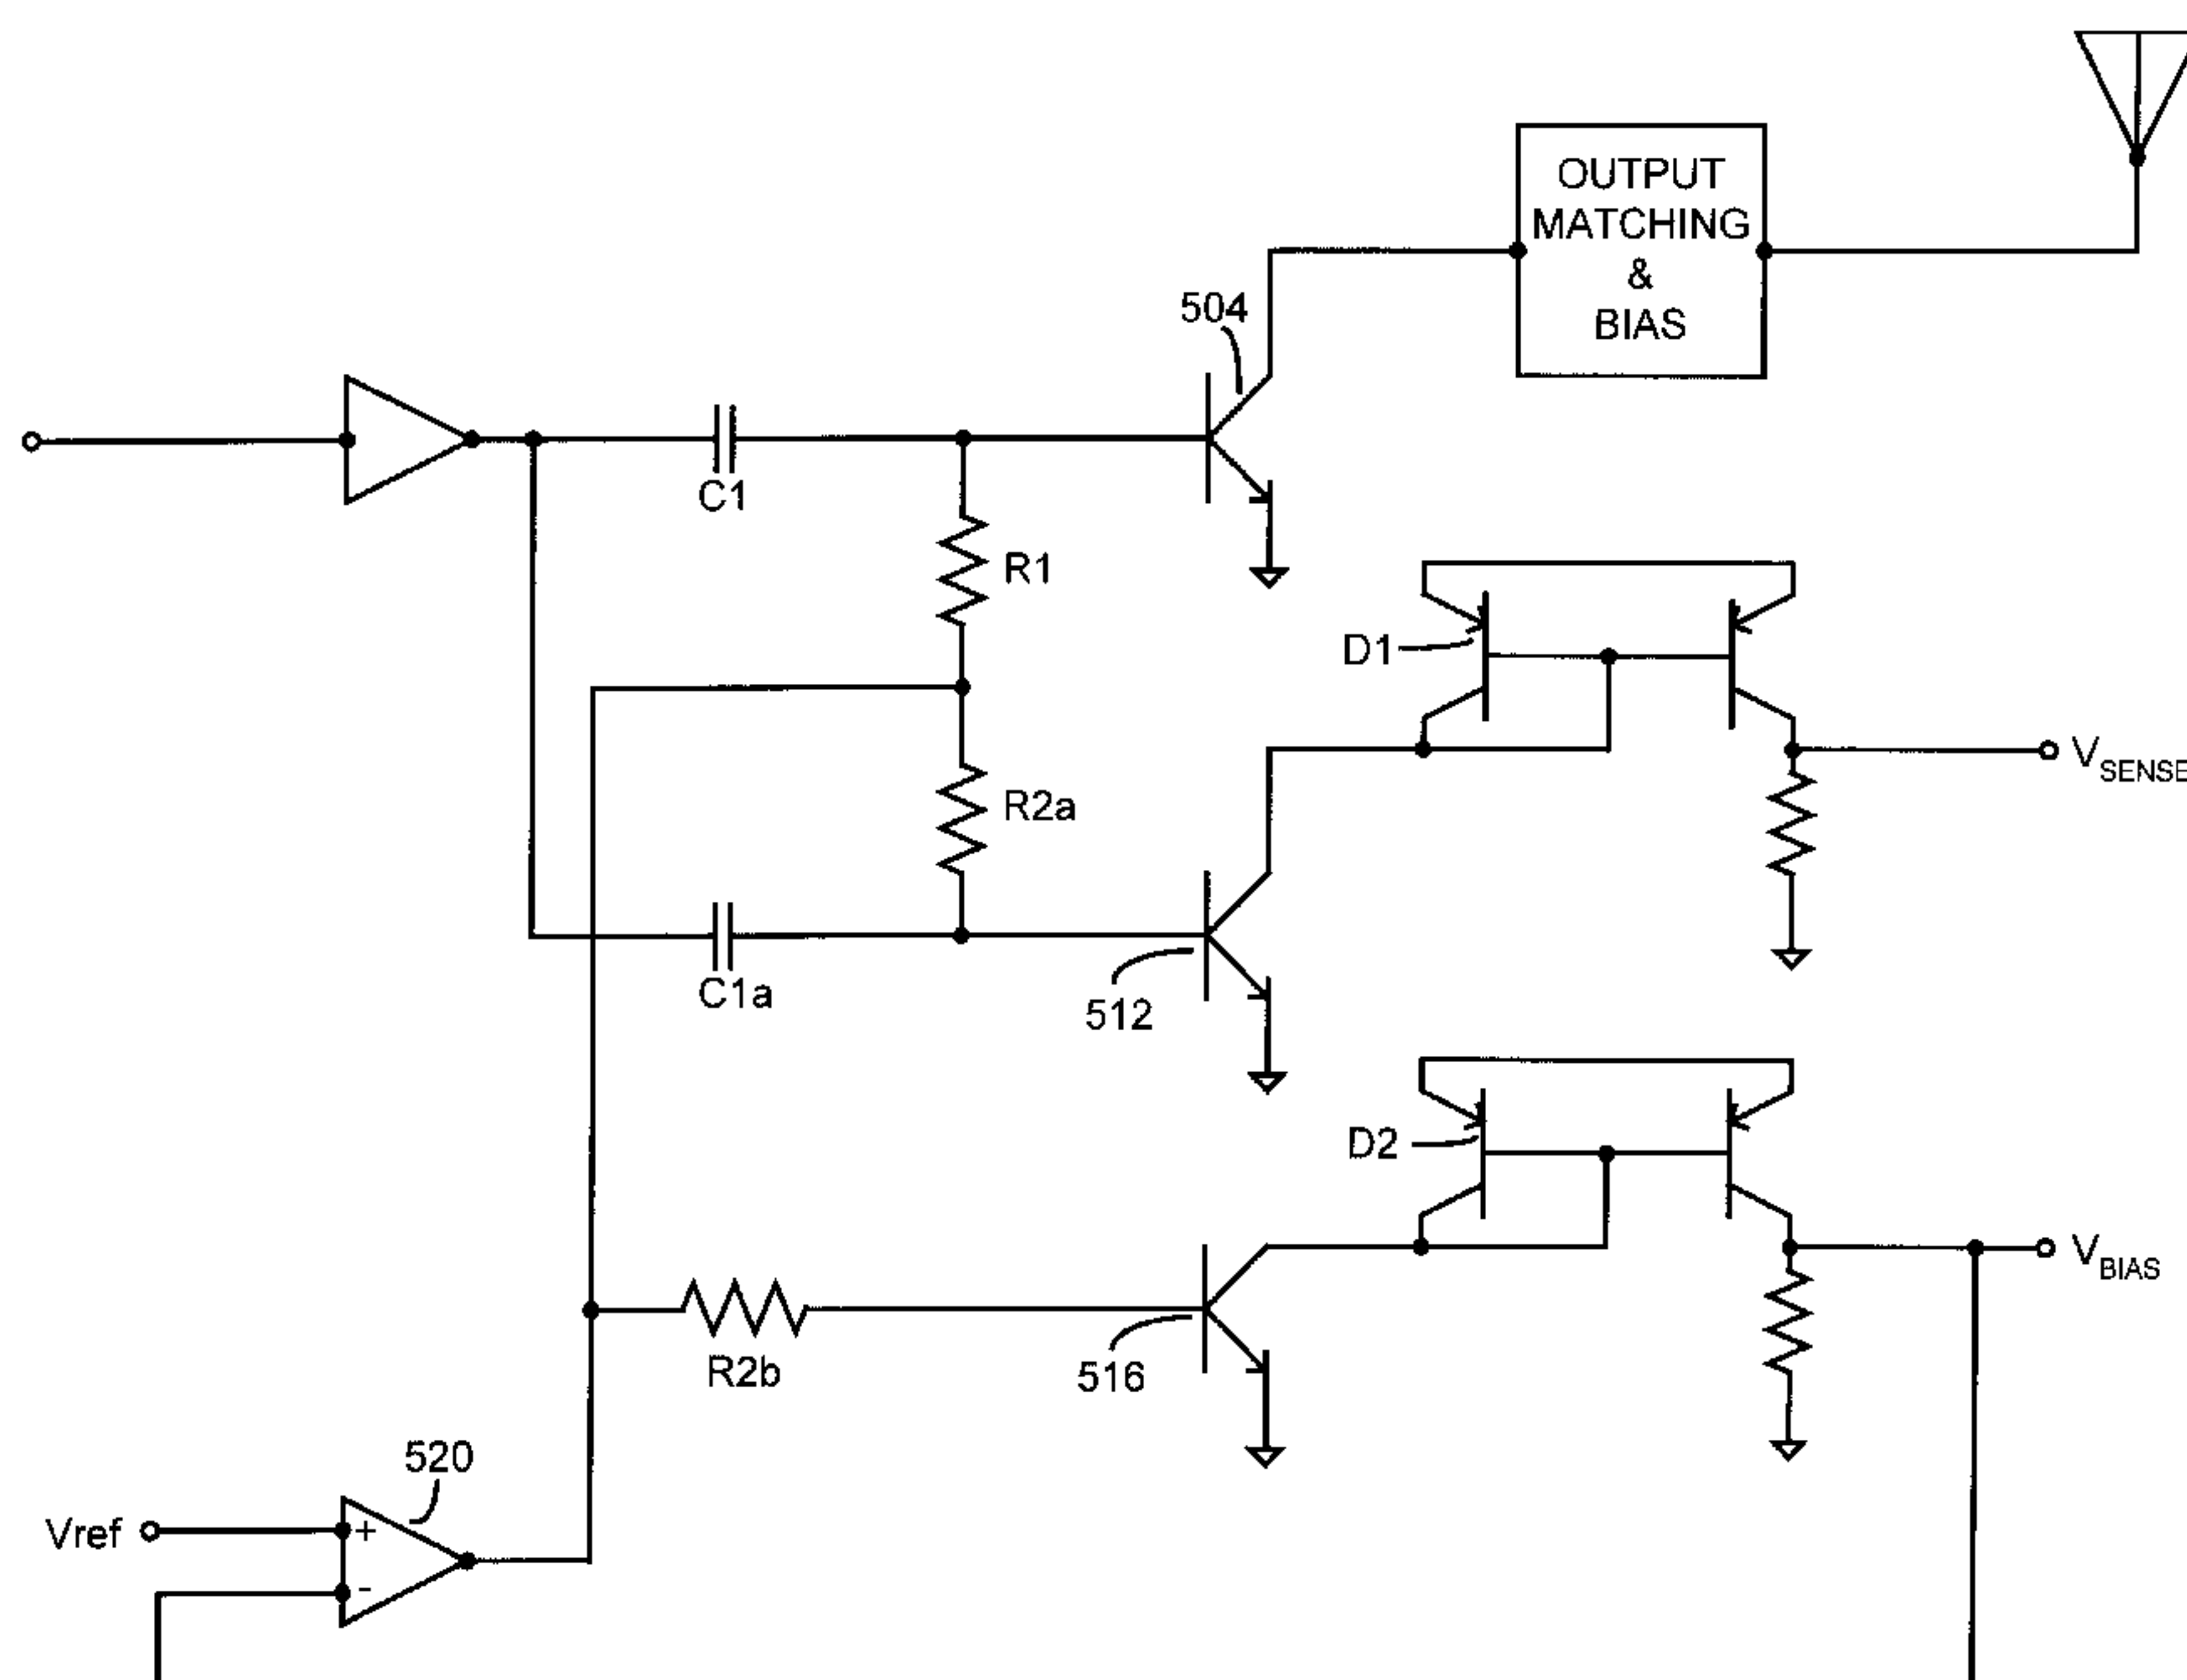 OUTPUT
MATCHING
&
BIAS
504
C1
R1
D1
VSENSE
R2a
C1a
512
D2
VBIAS
R2b
516
520
Vref
+
-